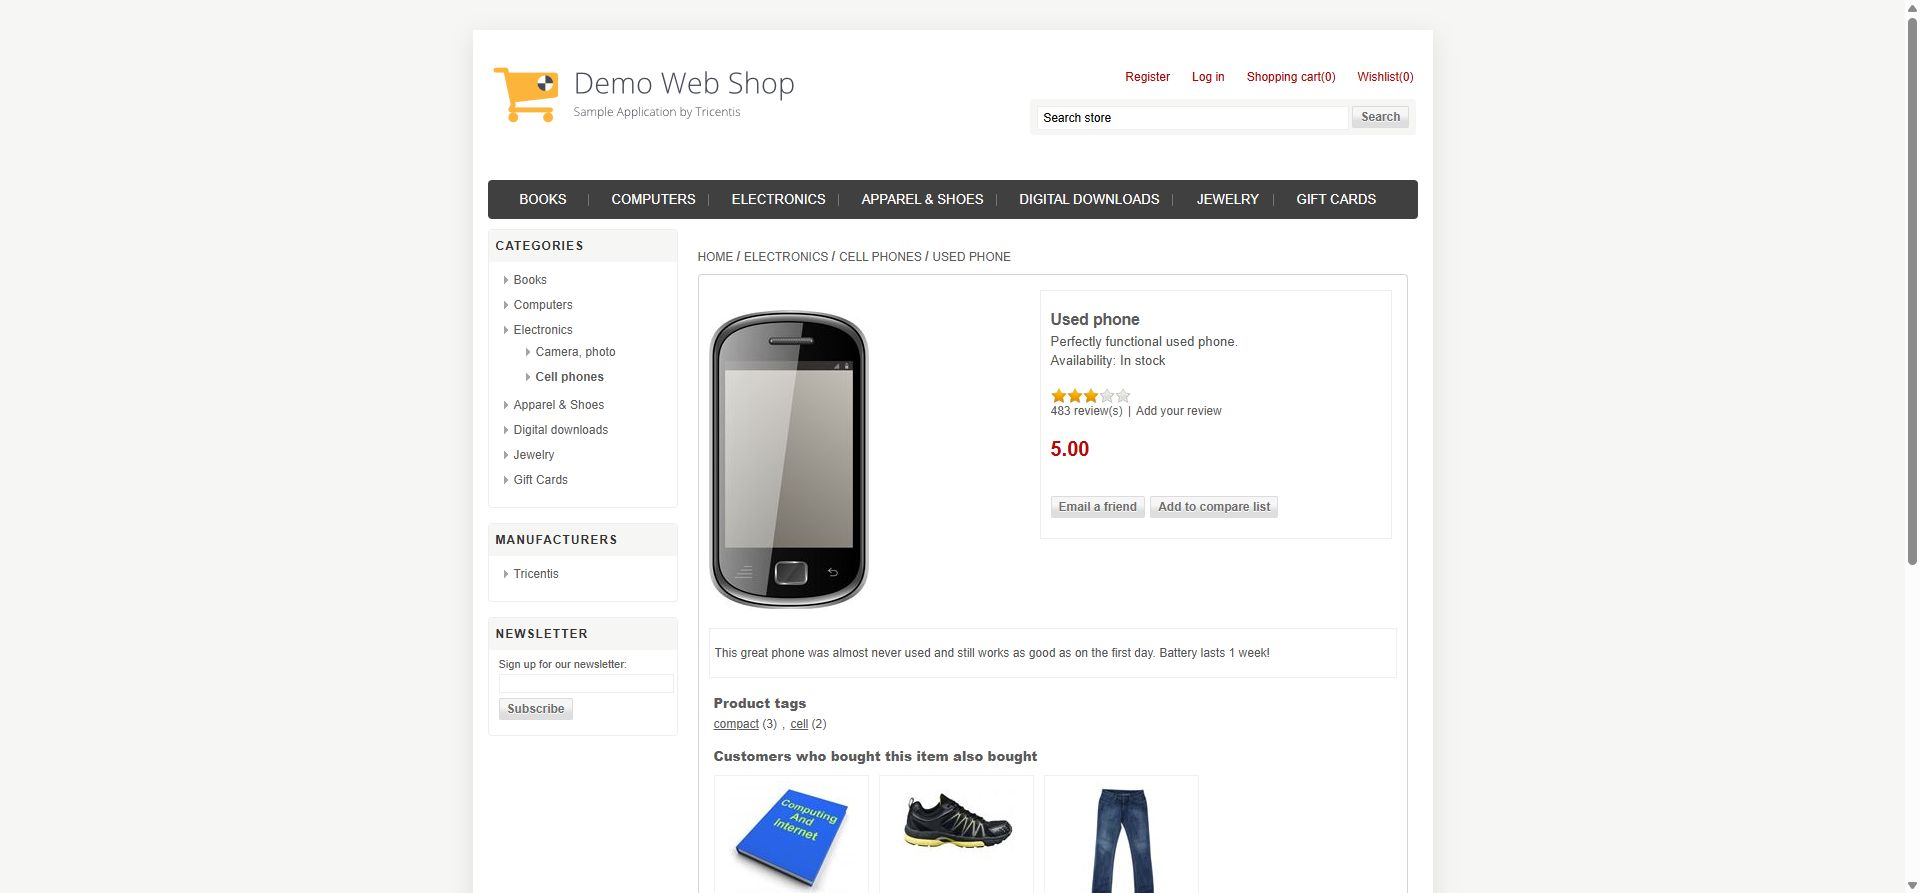 Demo Web Shop
Sample Application by Tricentis
Register Log in Shopping cart(0) Wishlist(0)
Search store Search
BOOKS | COMPUTERS | ELECTRONICS | APPAREL & SHOES | DIGITAL DOWNLOADS | JEWELRY | GIFT CARDS
CATEGORIES
Books
Computers
Electronics
Camera, photo
Cell phones
Apparel & Shoes
Digital downloads
Jewelry
Gift Cards
MANUFACTURERS
Tricentis
NEWSLETTER
Sign up for our newsletter:
Subscribe
HOME / ELECTRONICS / CELL PHONES / USED PHONE
Used phone
Perfectly functional used phone.
Availability: In stock
483 review(s) | Add your review
5.00
Email a friend Add to compare list
This great phone was almost never used and still works as good as on the first day. Battery lasts 1 week!
Product tags
compact (3) , cell (2)
Customers who bought this item also bought
Computing
And
Internet